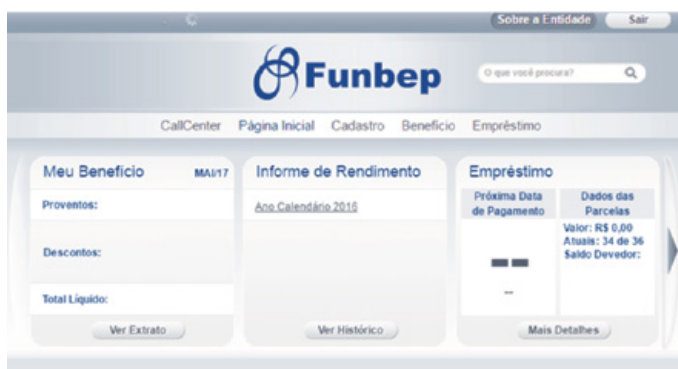 Sobre a Entidade Sair
Funbep
O que você procura?
CallCenter Página Inicial Cadastro Benefício Empréstimo
Meu Benefício MAI/17
Proventos:
Descontos:
Total Líquido:
Ver Extrato
Informe de Rendimento
Ano Calendário 2016
Ver Histórico
Empréstimo
Próxima Data
de Pagamento
--
--
Dados das
Parcelas
Valor: R$ 0,00
Atuais: 34 de 36
Saldo Devedor:
Mais Detalhes